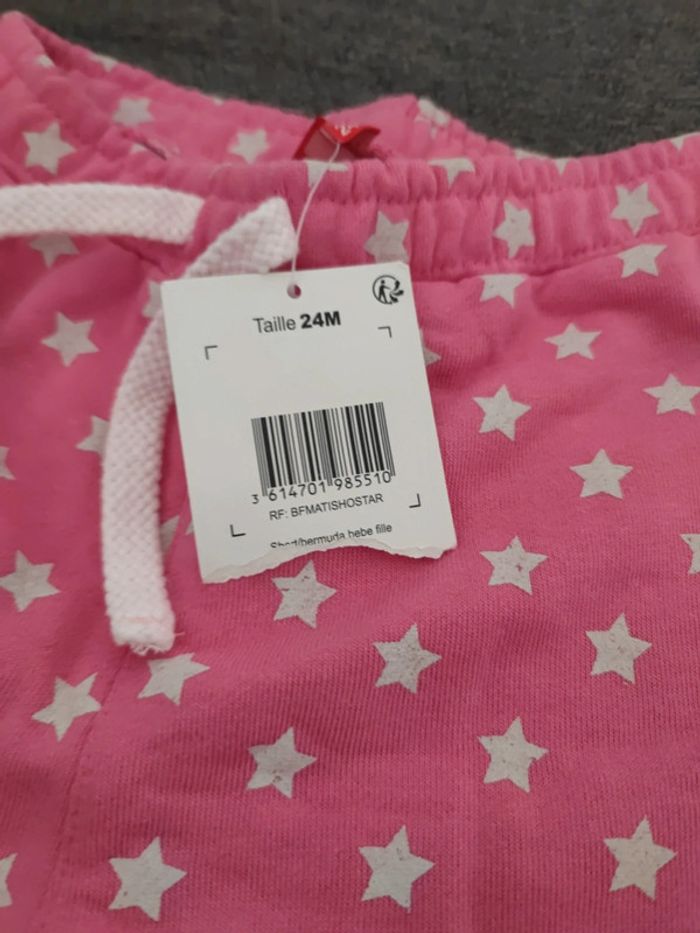 Taille 24M
3 614701 985510
RF: BFMATISHOSTAR
Short/bermuda bebe fille